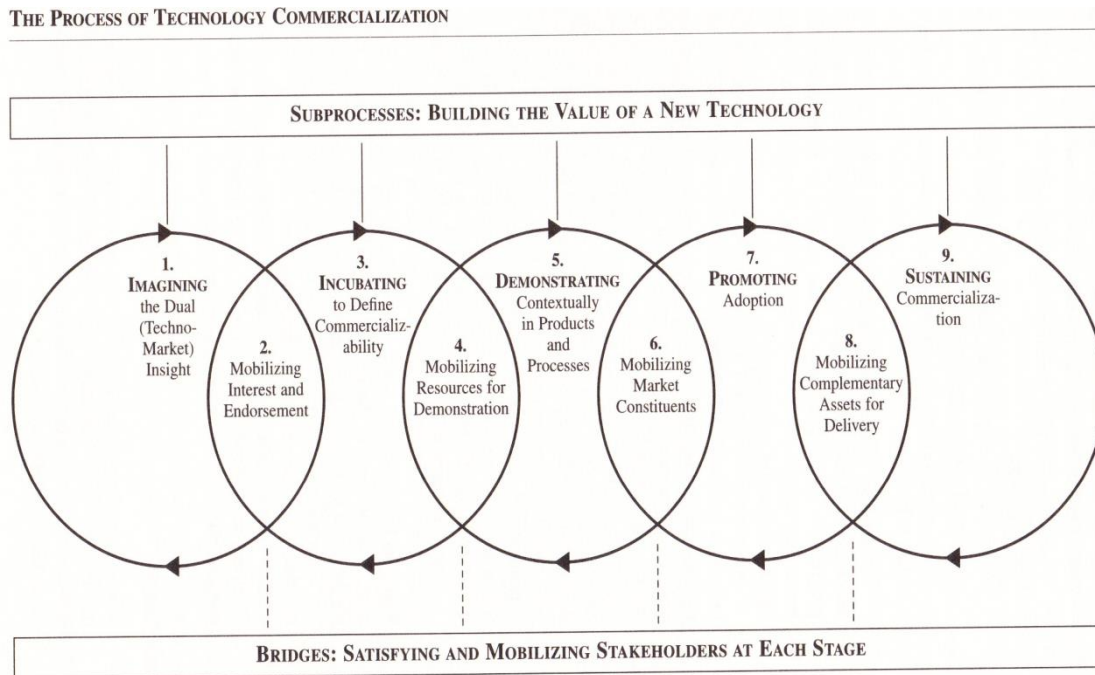 THE PROCESS OF TECHNOLOGY COMMERCIALIZATION
SUBPROCESSES: BUILDING THE VALUE OF A NEW TECHNOLOGY
1.
IMAGINING
the Dual
(Techno-
Market)
Insight
2.
Mobilizing
Interest and
Endorsement
3.
INCUBATING
to Define
Commercializ-
ability
4.
Mobilizing
Resources for
Demonstration
5.
DEMONSTRATING
Contextually
in Products
and
Processes
6.
Mobilizing
Market
Constituents
7.
PROMOTING
Adoption
8.
Mobilizing
Complementary
Assets for
Delivery
9.
SUSTAINING
Commercializa-
tion
BRIDGES: SATISFYING AND MOBILIZING STAKEHOLDERS AT EACH STAGE